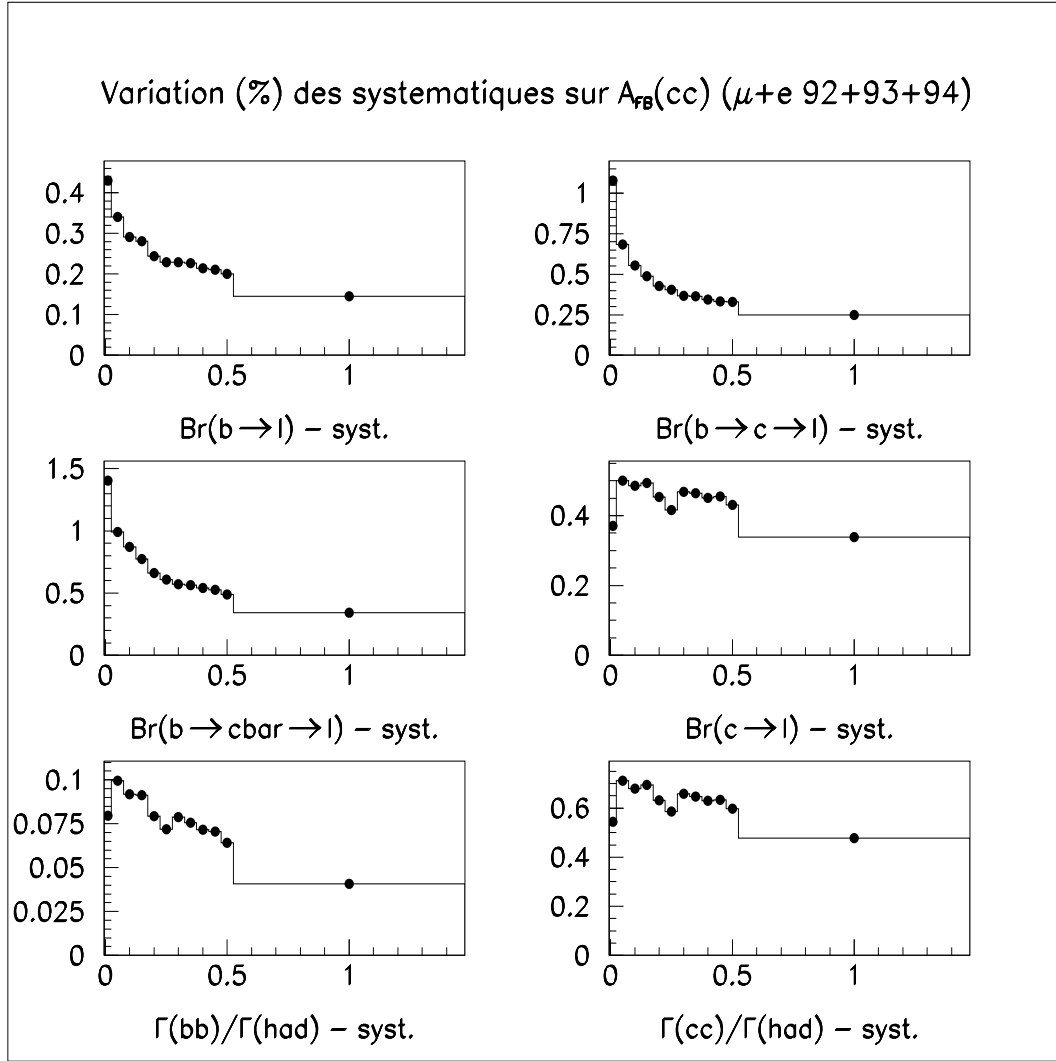 Variation (%) des systematiques sur A_FB(cc) (μ+e 92+93+94)
0.4
0.3
0.2
0.1
0
0 0.5 1
Br(b→l) – syst.
1
0.75
0.5
0.25
0
0 0.5 1
Br(b→c→l) – syst.
1.5
1
0.5
0
0 0.5 1
Br(b→cbar→l) – syst.
0.4
0.2
0
0 0.5 1
Br(c→l) – syst.
0.1
0.075
0.05
0.025
0
0 0.5 1
Γ(bb)/Γ(had) – syst.
0.6
0.4
0.2
0
0 0.5 1
Γ(cc)/Γ(had) – syst.